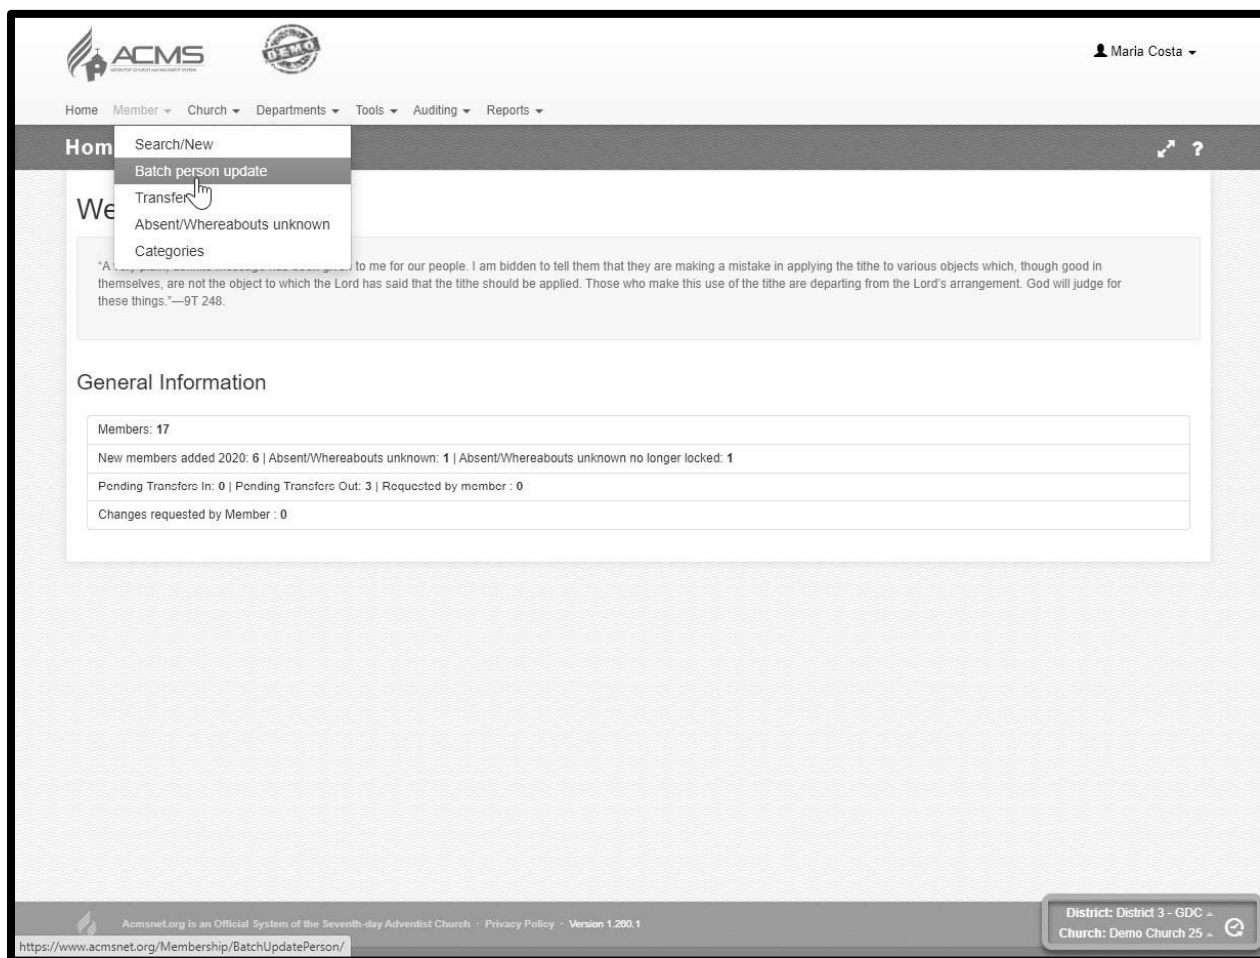 ACMS
DEMO
Maria Costa
Home Member Church Departments Tools Auditing Reports
Hom
?
Search/New
Batch person update
Transfer
Absent/Whereabouts unknown
Categories
We
"A to me for our people. I am bidden to tell them that they are making a mistake in applying the tithe to various objects which, though good in
themselves, are not the object to which the Lord has said that the tithe should be applied. Those who make this use of the tithe are departing from the Lord's arrangement. God will judge for
these things."—9T 248.
General Information
Members: 17
New members added 2020: 6 | Absent/Whereabouts unknown: 1 | Absent/Whereabouts unknown no longer locked: 1
Pending Transfers In: 0 | Pending Transfers Out: 3 | Requested by member : 0
Changes requested by Member : 0
Acmsnet.org is an Official System of the Seventh-day Adventist Church · Privacy Policy · Version 1.260.1
District: District 3 - GDC
Church: Demo Church 25
https://www.acmsnet.org/Membership/BatchUpdatePerson/